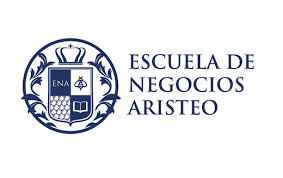 ENA
ESCUELA DE
NEGOCIOS
ARISTEO